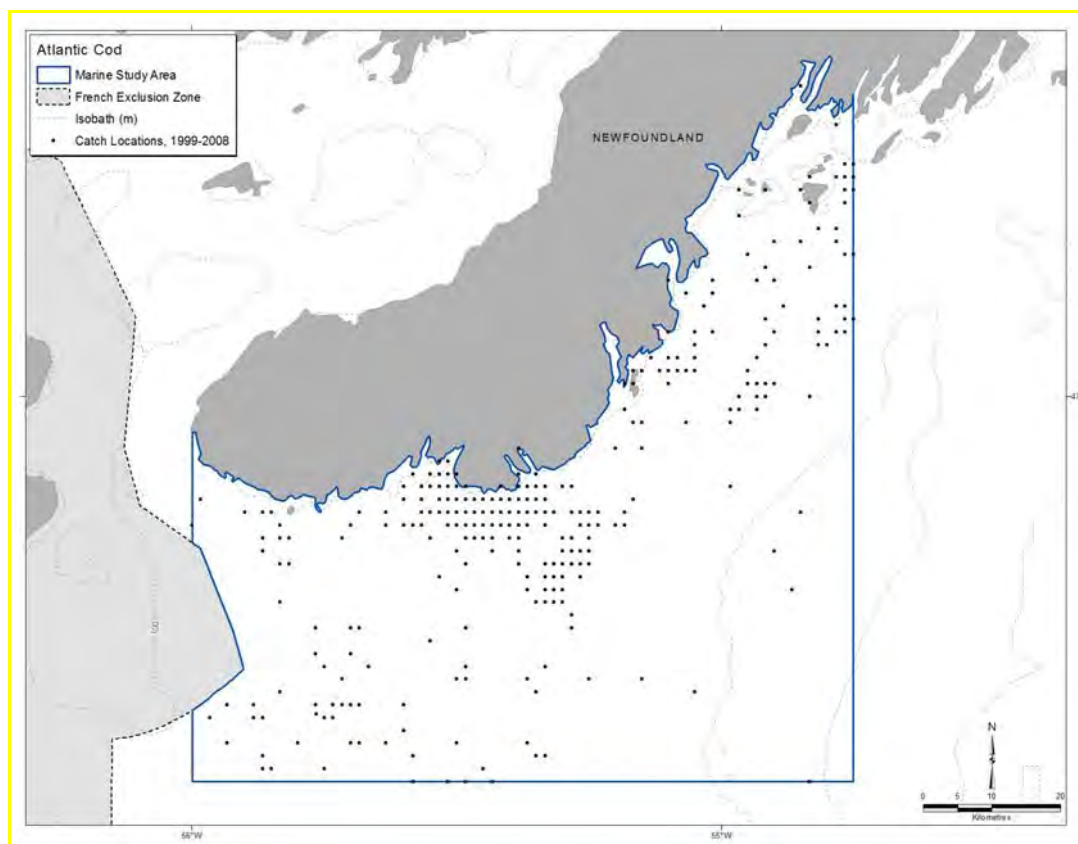 Atlantic Cod
Marine Study Area
French Exclusion Zone
Isobath (m)
Catch Locations, 1999-2008
NEWFOUNDLAND
100
N
S
0 5 10 20
Kilometres
56°W 55°W